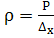 ρ = P / Δₓ